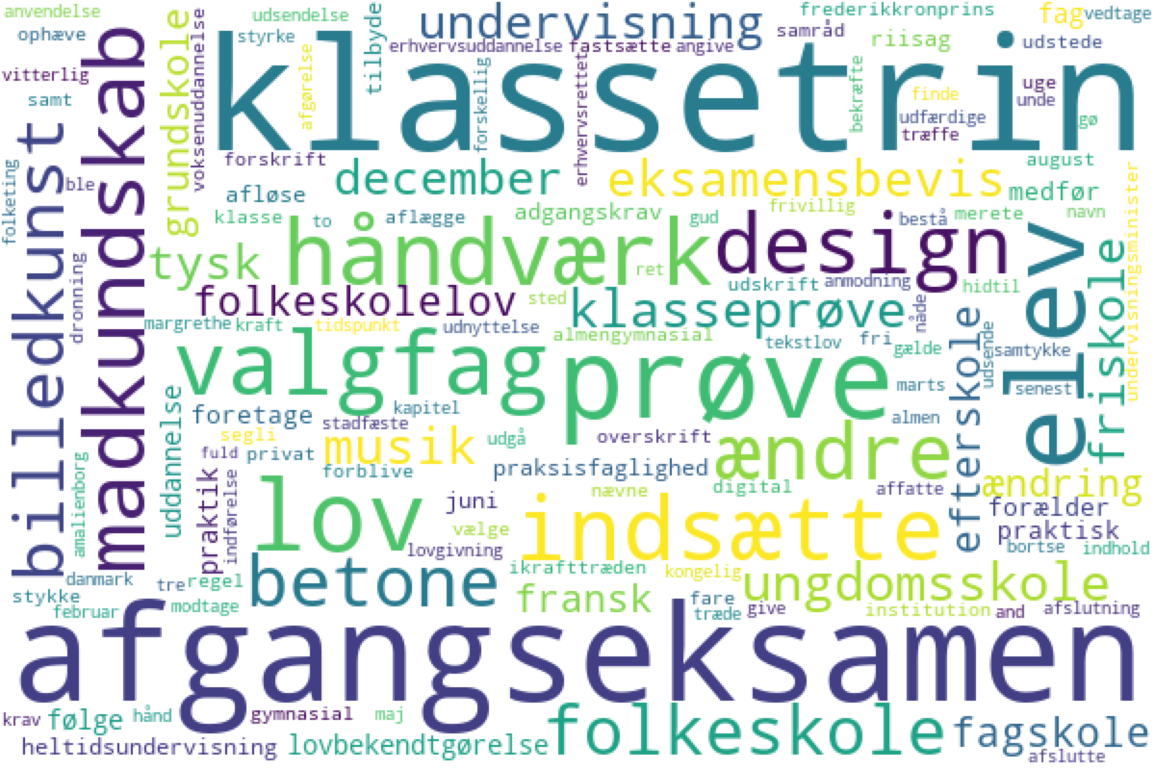 anvendelse
udsendelse
undervisning
frederikkronprins
fag
vedtage
ophæve
styrke
tilbyde
erhvervsuddannelse
fastsætte
angive
samråd
riisag
udstede
vitterlig
samt
madkundskab
grundskole
voksenuddannelse
afgørelse
klassetrin
forskellig
erhvervsrettet
bekræfte
finde
uge
unde
udfærdige
træffe
gø
billedkunst
folketing
ble
forskrift
december
eksamensbevis
august
medfør
afløse
klasse
to
aflægge
adgangskrav
gud
frivillig
bestå
merete
navn
undervisningsminister
dronning
tysk
håndværk
ret
design
elev
friskole
folkeskolelov
sted
klasseprøve
udskrift
anmodning
hidtil
nåde
margrethe
kraft
tidspunkt
udnyttelse
almengymnasial
tekstlov
fri
gælde
udsende
samtykke
valgfag
prøve
efterskole
marts
senest
uddannelse
foretage
kapitel
stadfæste
almen
segli
fuld
privat
musik
udgå
overskrift
ændre
forblive
praksisfaglighed
amalienborg
praktik
indførelse
lov
juni
nævne
digital
affatte
ændring
forælder
vælge
indsætte
praktisk
lovgivning
bortse
indhold
danmark
tre
regel
betone
ikrafttræden
kongelig
ungdomsskole
stykke
februar
modtage
fransk
fare
træde
give
institution
and
afslutning
afgangseksamen
krav
følge
hånd
gymnasial
maj
folkeskole
fagskole
heltidsundervisning
lovbekendtgørelse
afslutte